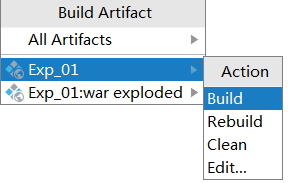 Build Artifact
All Artifacts
Exp_01
Exp_01:war exploded
Action
Build
Rebuild
Clean
Edit...